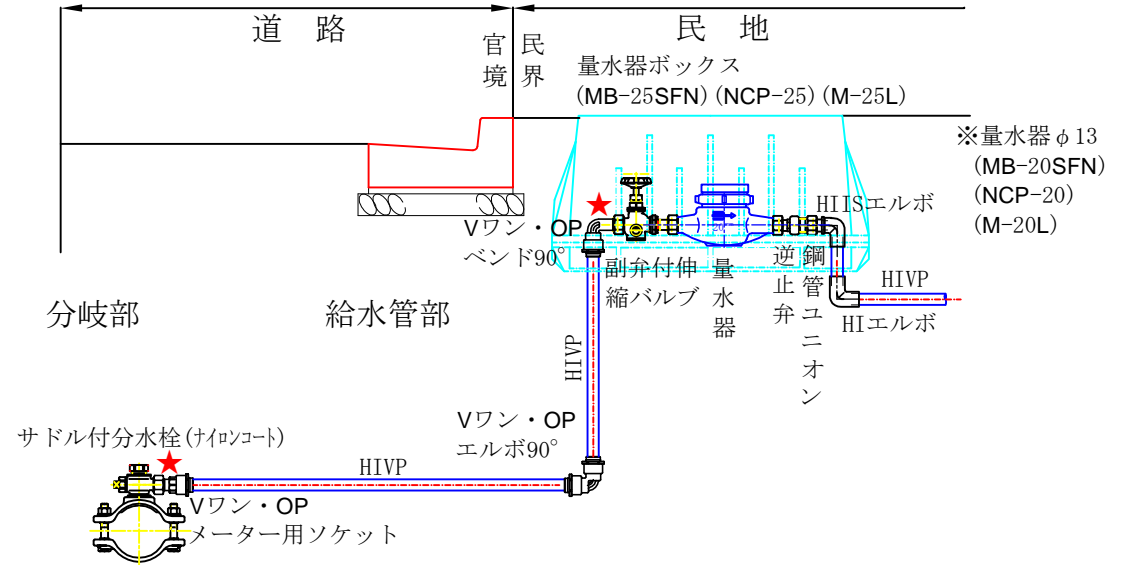 道　路
民　地
官民
境界
量水器ボックス
(MB-25SFN)(NCP-25)(M-25L)
※量水器φ13
(MB-20SFN)
(NCP-20)
(M-20L)
Vワン・OP
ベンド90°
HIISエルボ
副弁付伸
縮バルブ
量水器
20
逆止弁
鋼管ユニオン
HIVP
HIエルボ
分岐部
給水管部
HIVP
Vワン・OP
エルボ90°
サドル付分水栓(ﾅｲﾛﾝｺｰﾄ)
HIVP
Vワン・OP
メーター用ソケット